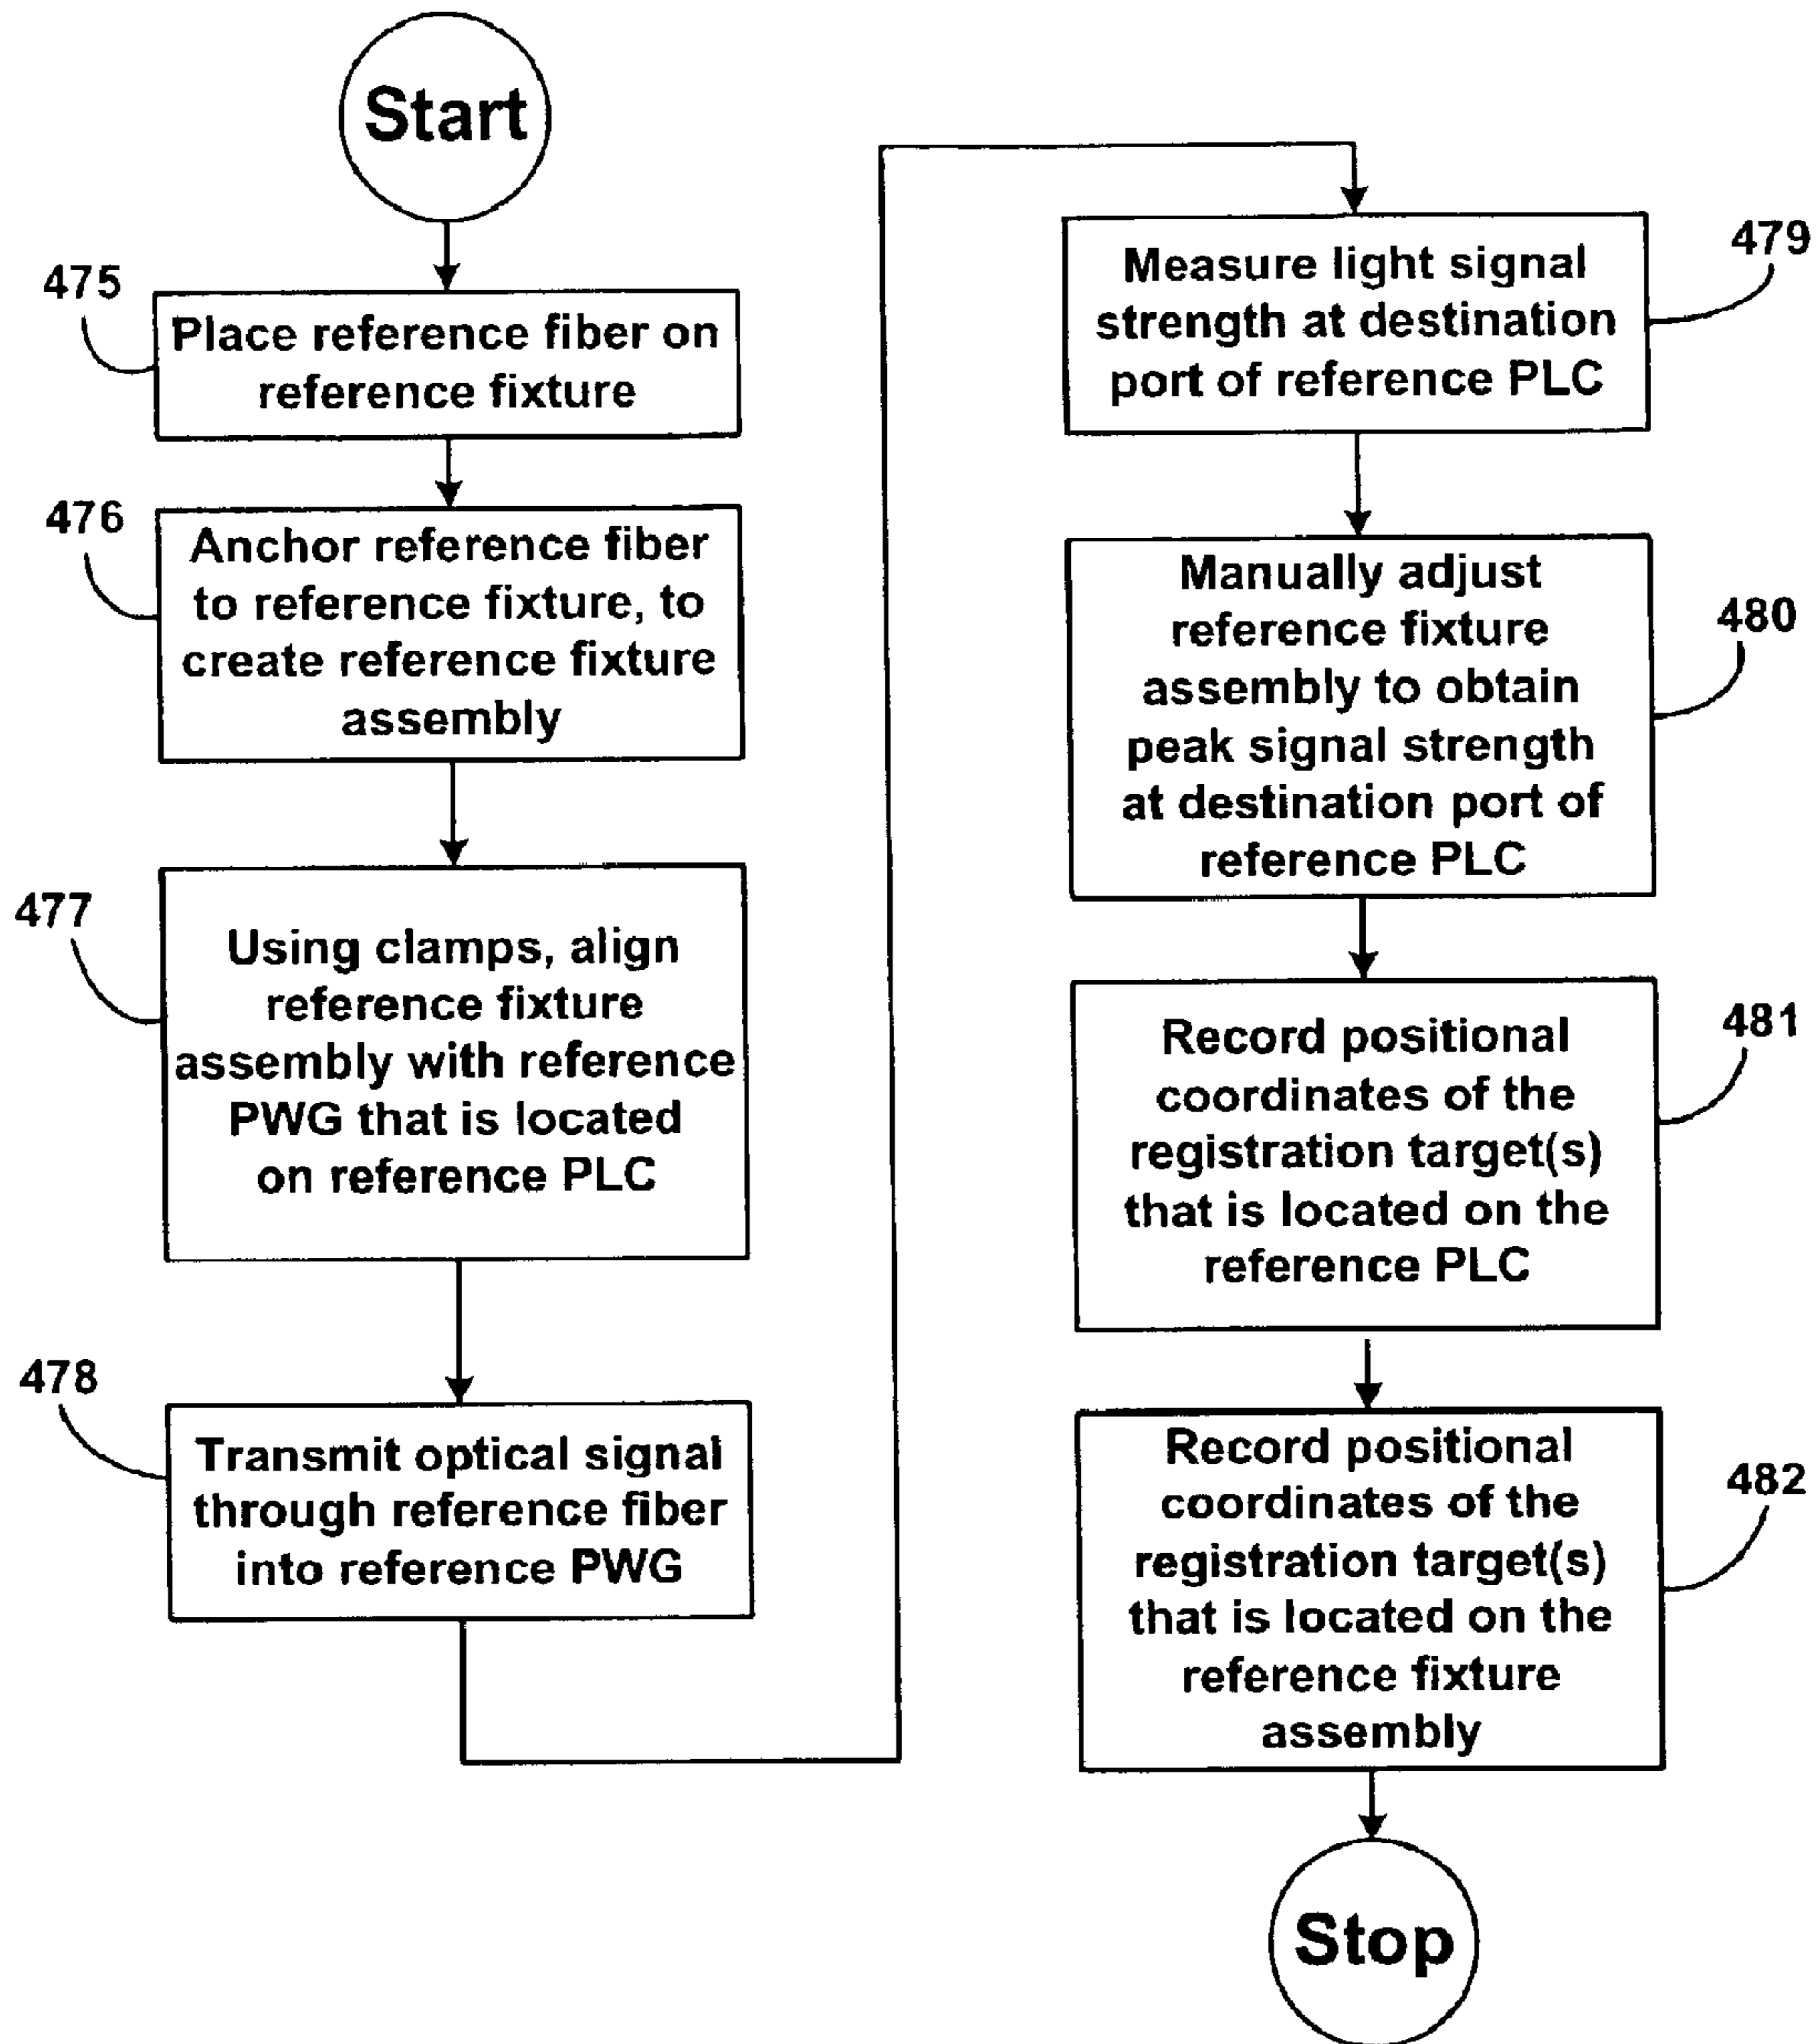 Start
475
Place reference fiber on
reference fixture
476
Anchor reference fiber
to reference fixture, to
create reference fixture
assembly
477
Using clamps, align
reference fixture
assembly with reference
PWG that is located
on reference PLC
478
Transmit optical signal
through reference fiber
into reference PWG
479
Measure light signal
strength at destination
port of reference PLC
480
Manually adjust
reference fixture
assembly to obtain
peak signal strength
at destination port of
reference PLC
481
Record positional
coordinates of the
registration target(s)
that is located on the
reference PLC
482
Record positional
coordinates of the
registration target(s)
that is located on the
reference fixture
assembly
Stop